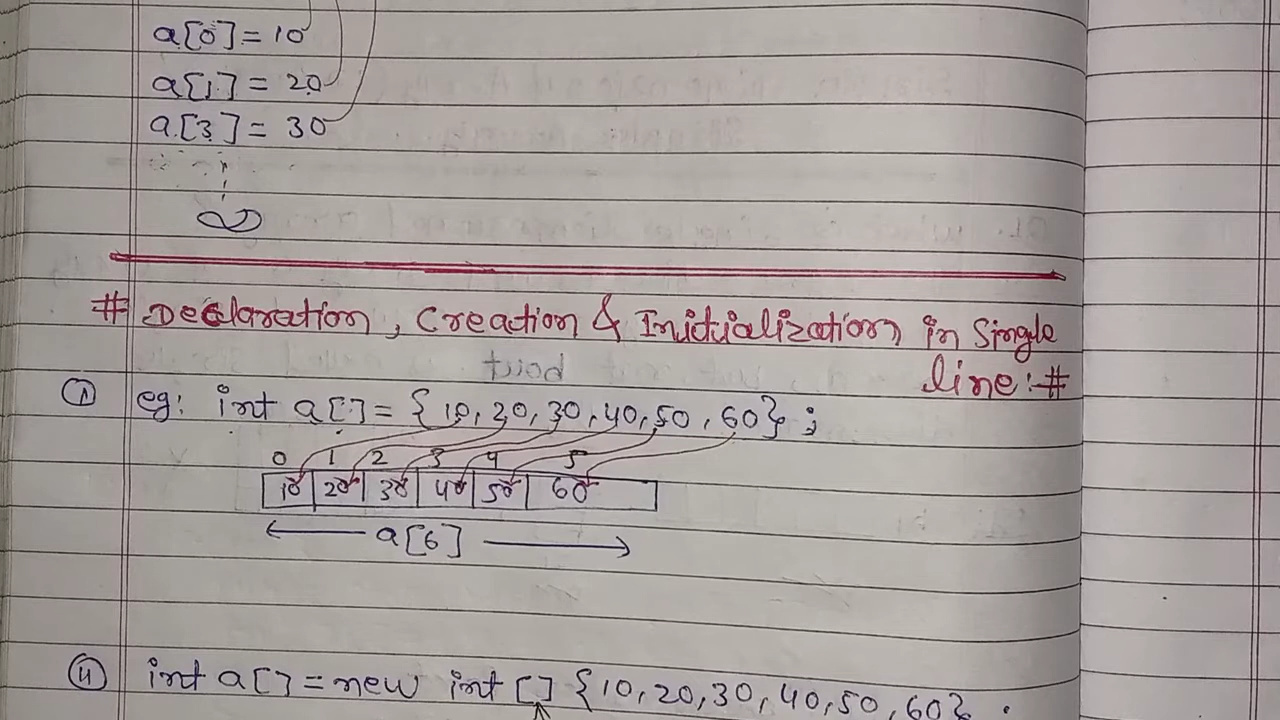 a[0] = 10
a[1] = 20
a[3] = 30
# Declaration, Creation & Initialization in Single
line:#
① eg: int a[] = {10, 20, 30, 40, 50, 60};
0 1 2 3 4 5
10 20 30 40 50 60
a[6]
② int a[] = new int [] {10, 20, 30, 40, 50, 60}